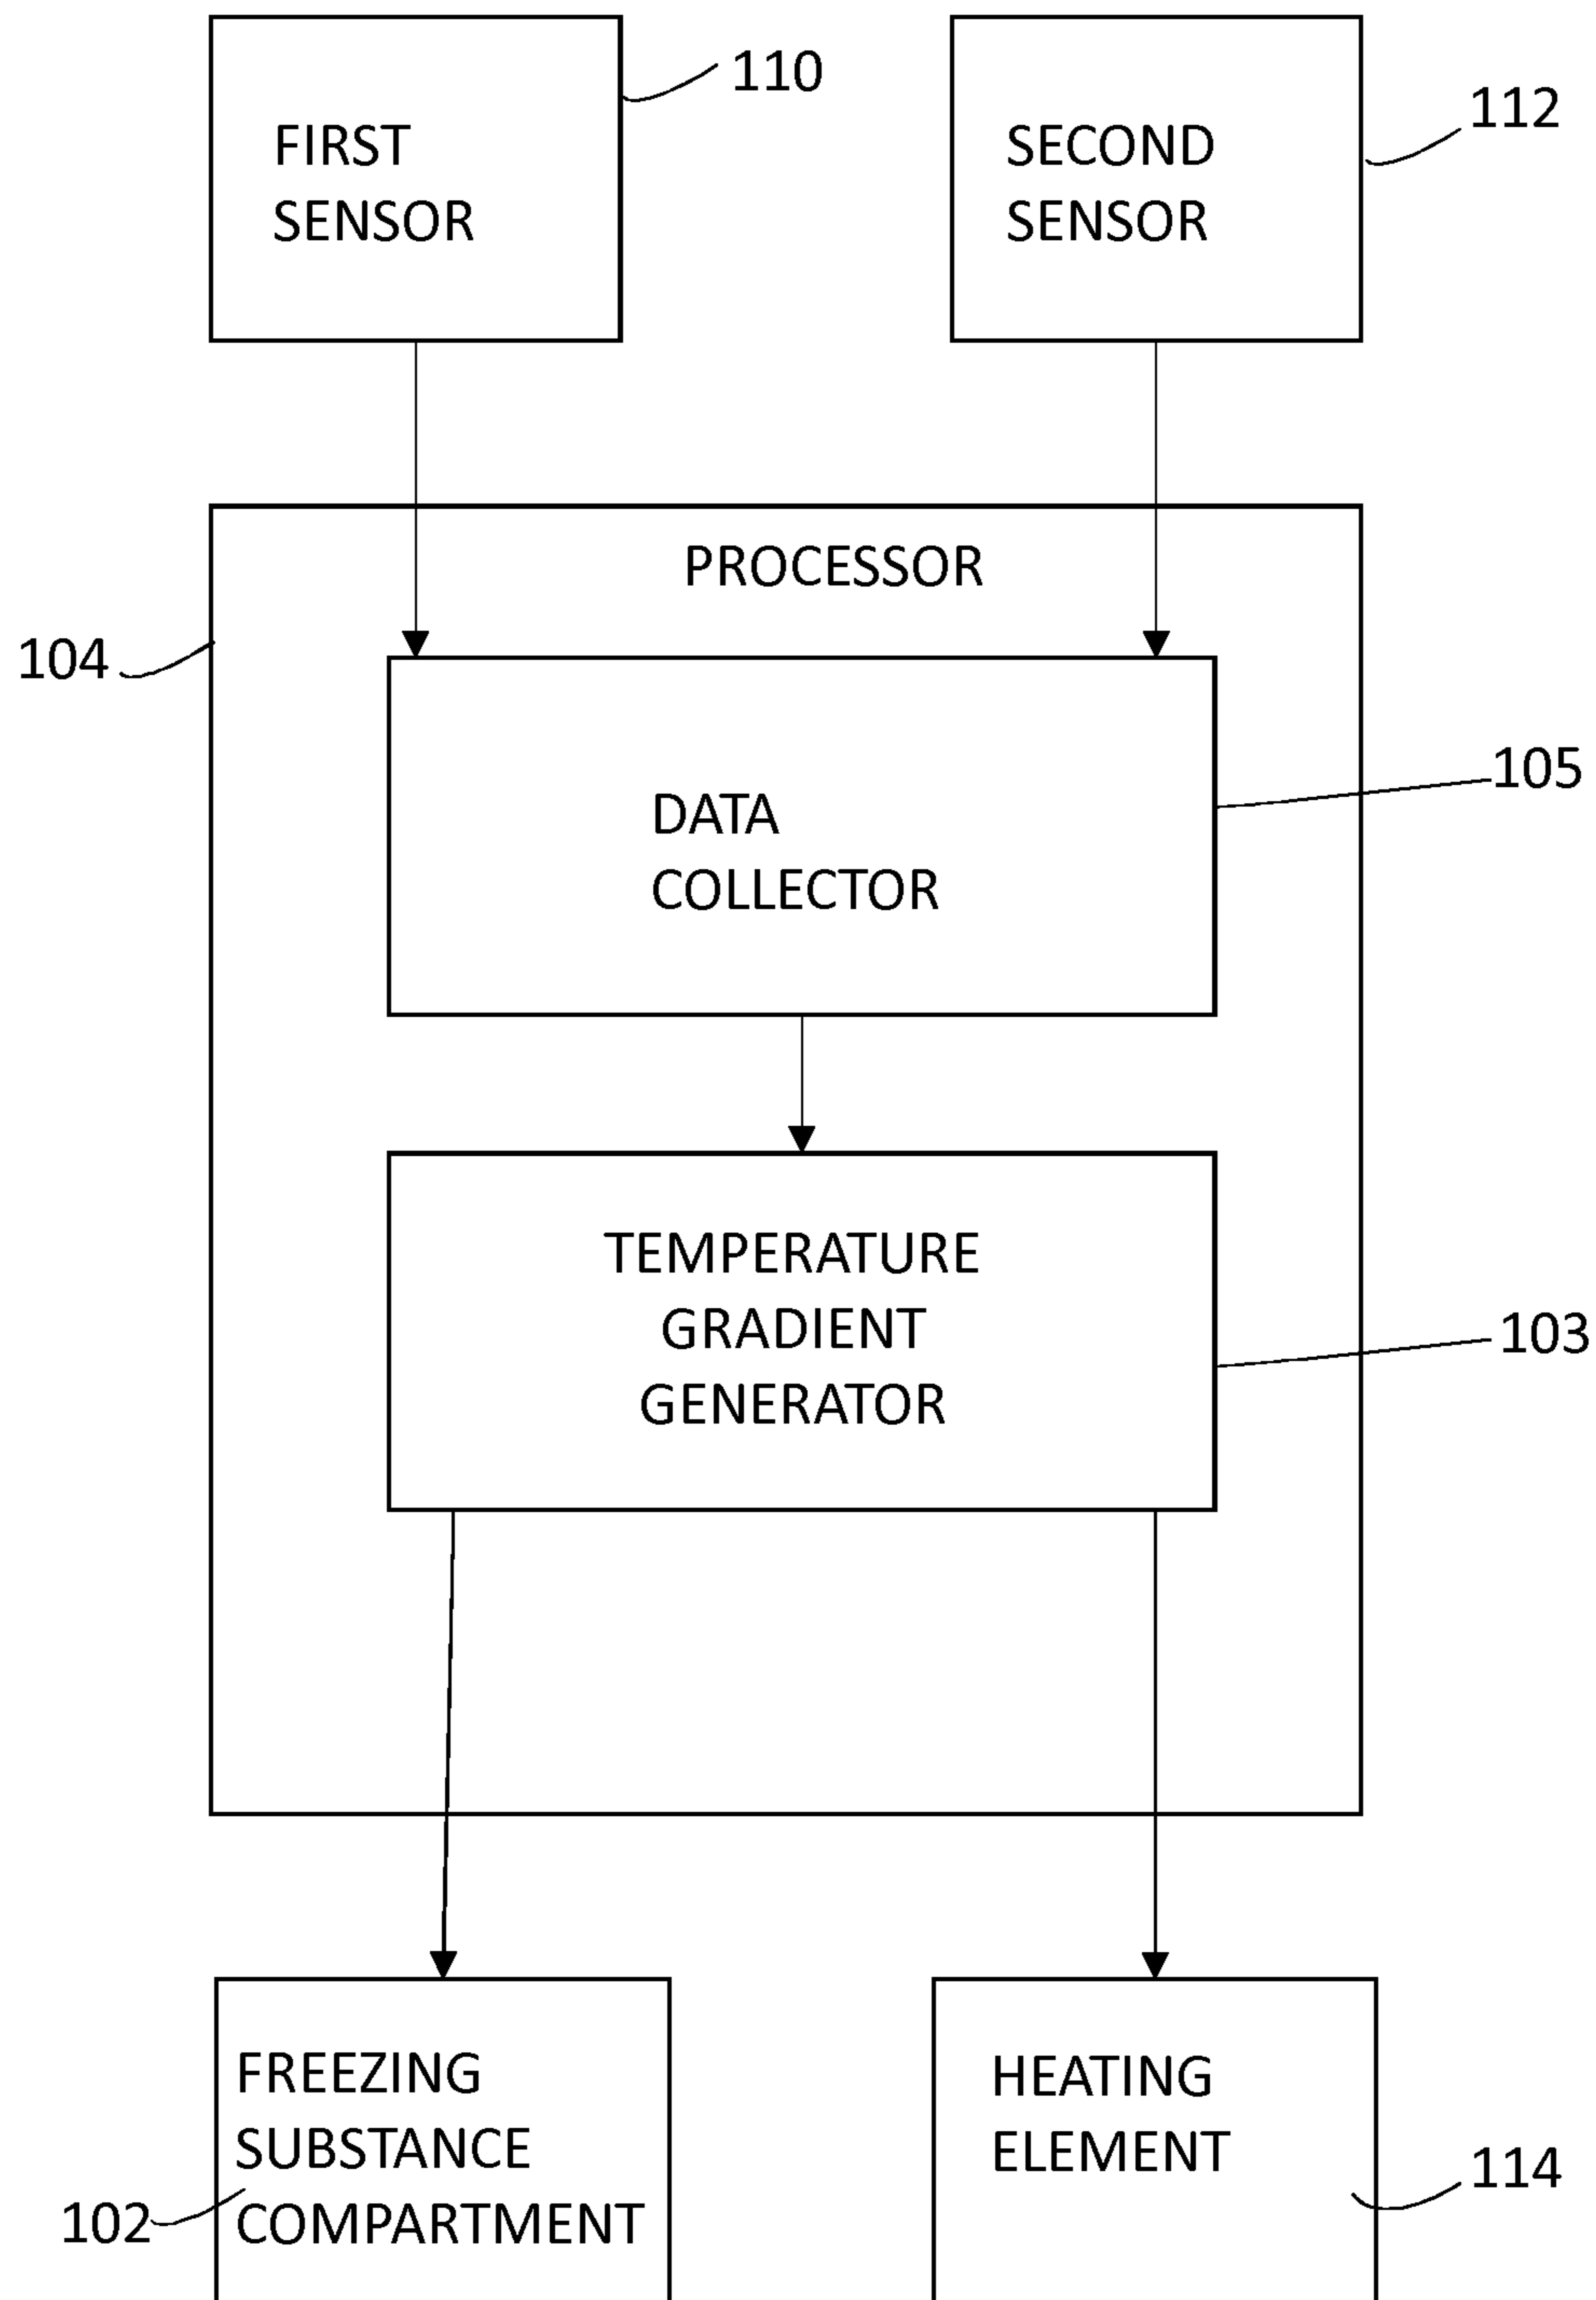 FIRST
SENSOR
110
SECOND
SENSOR
112
PROCESSOR
104
DATA
COLLECTOR
105
TEMPERATURE
GRADIENT
GENERATOR
103
FREEZING
SUBSTANCE
COMPARTMENT
102
HEATING
ELEMENT
114